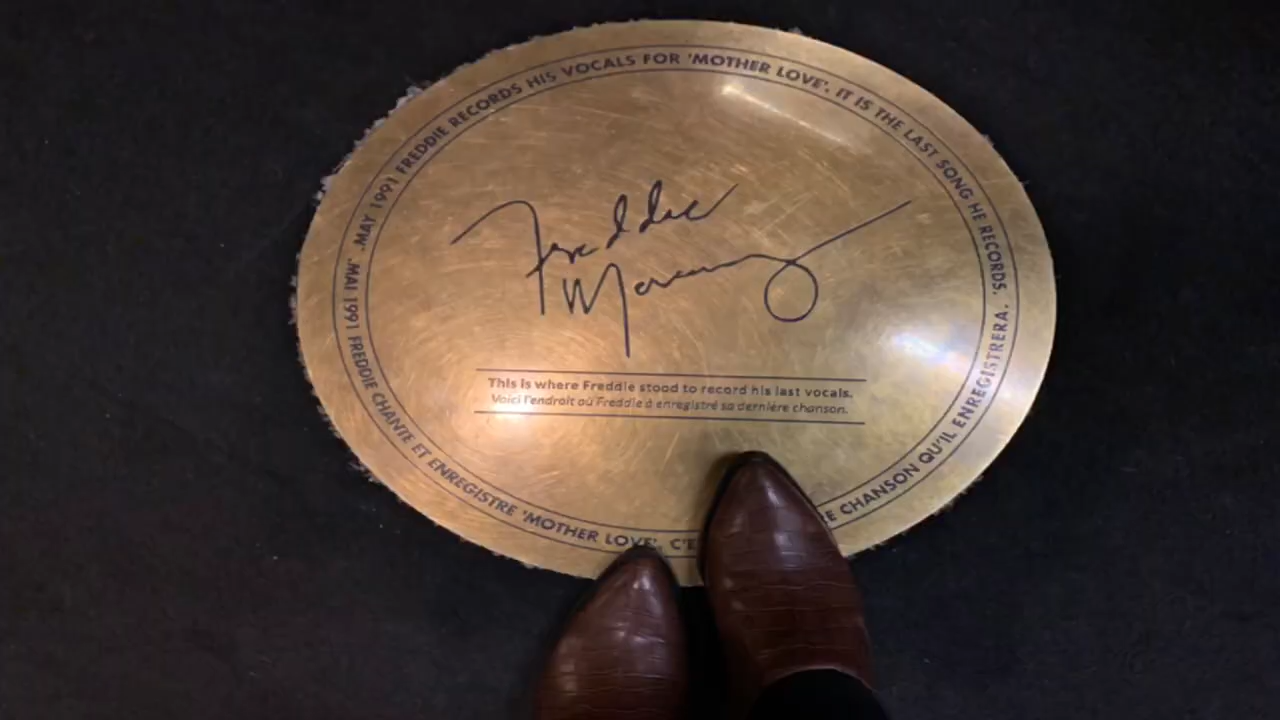 .MAY 1991 FREDDIE RECORDS HIS VOCALS FOR 'MOTHER LOVE'. IT IS THE LAST SONG HE RECORDS.
Freddie
Mercury
This is where Freddie stood to record his last vocals.
Voici l'endroit où Freddie à enregistré sa dernière chanson.
.MAI 1991 FREDDIE CHANTE ET ENREGISTRE 'MOTHER LOVE'. C'E
RE CHANSON QU'IL ENREGISTRERA.